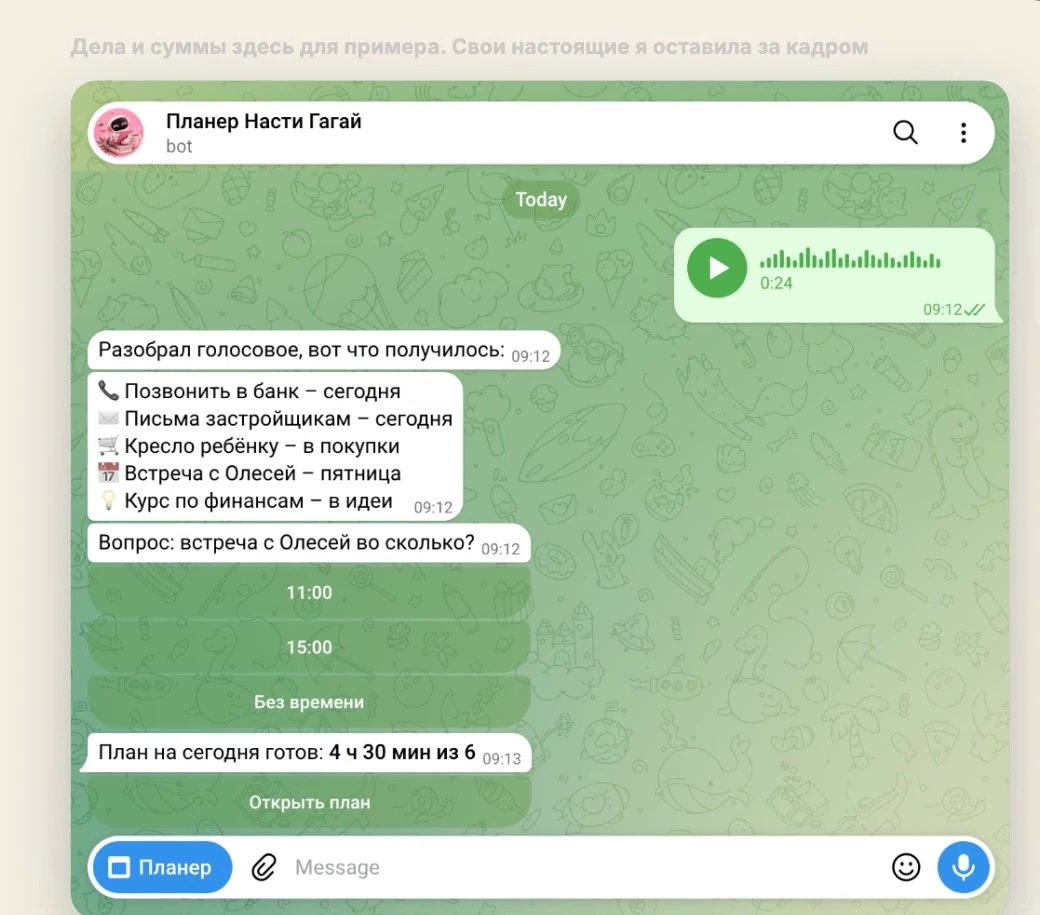 Дела и суммы здесь для примера. Свои настоящие я оставила за кадром
Планер Насти Гагай
bot
Today
0:24
09:12
Разобрал голосовое, вот что получилось: 09:12
📞 Позвонить в банк – сегодня
✉️ Письма застройщикам – сегодня
🛒 Кресло ребёнку – в покупки
📅 Встреча с Олесей – пятница
💡 Курс по финансам – в идеи 09:12
Вопрос: встреча с Олесей во сколько? 09:12
11:00
15:00
Без времени
План на сегодня готов: 4 ч 30 мин из 6 09:13
Открыть план
Планер
Message